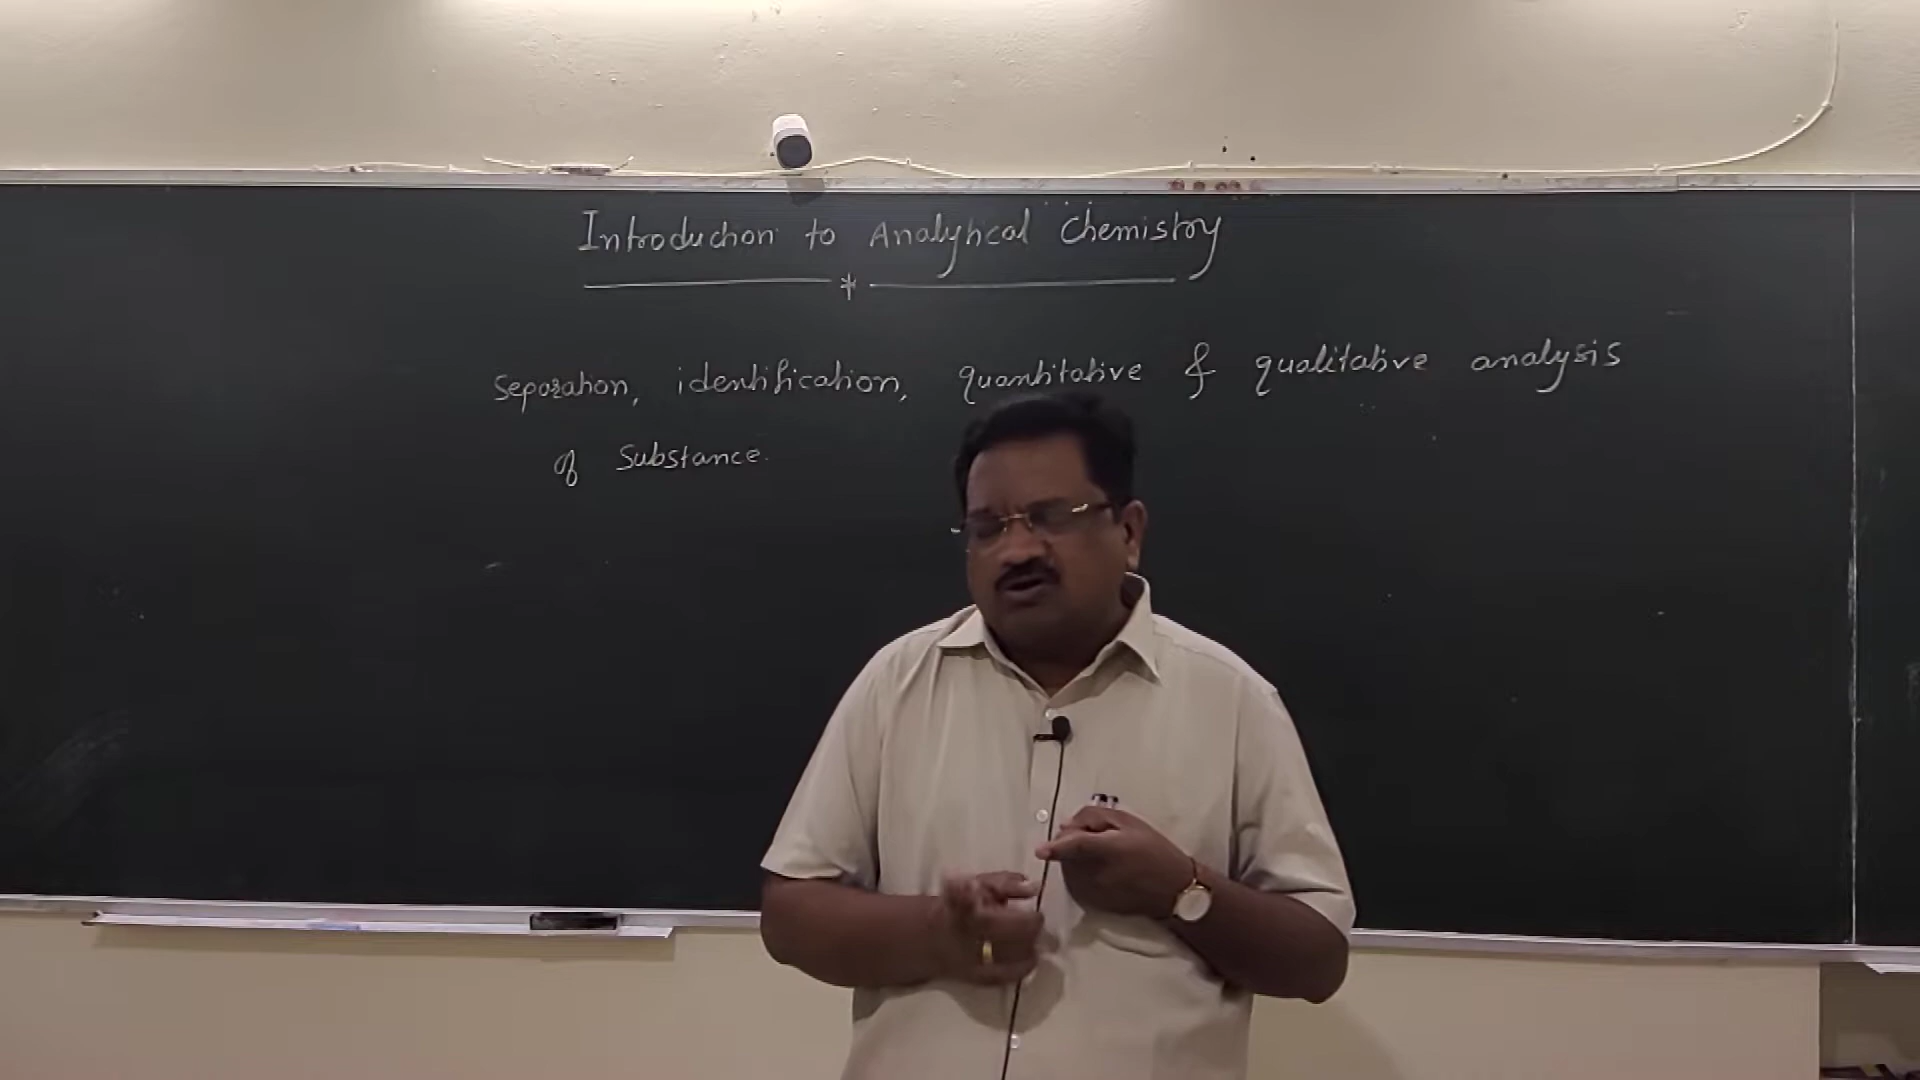 Introduction to Analytical Chemistry
Separation, identification, quantitative & qualitative analysis
of Substance.